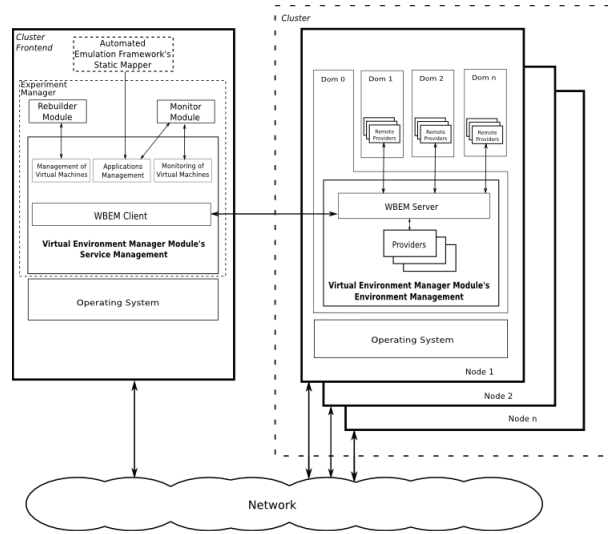 Cluster
Frontend
Automated
Emulation Framework's
Static Mapper
Experiment
Manager
Rebuilder
Module
Monitor
Module
Management of
Virtual Machines
Applications
Management
Monitoring of
Virtual Machines
WBEM Client
Virtual Environment Manager Module's
Service Management
Operating System
Cluster
Dom 0
Dom 1
Dom 2
Dom n
Remote
Providers
Remote
Providers
Remote
Providers
WBEM Server
Providers
Virtual Environment Manager Module's
Environment Management
Operating System
Node 1
Node 2
Node n
Network